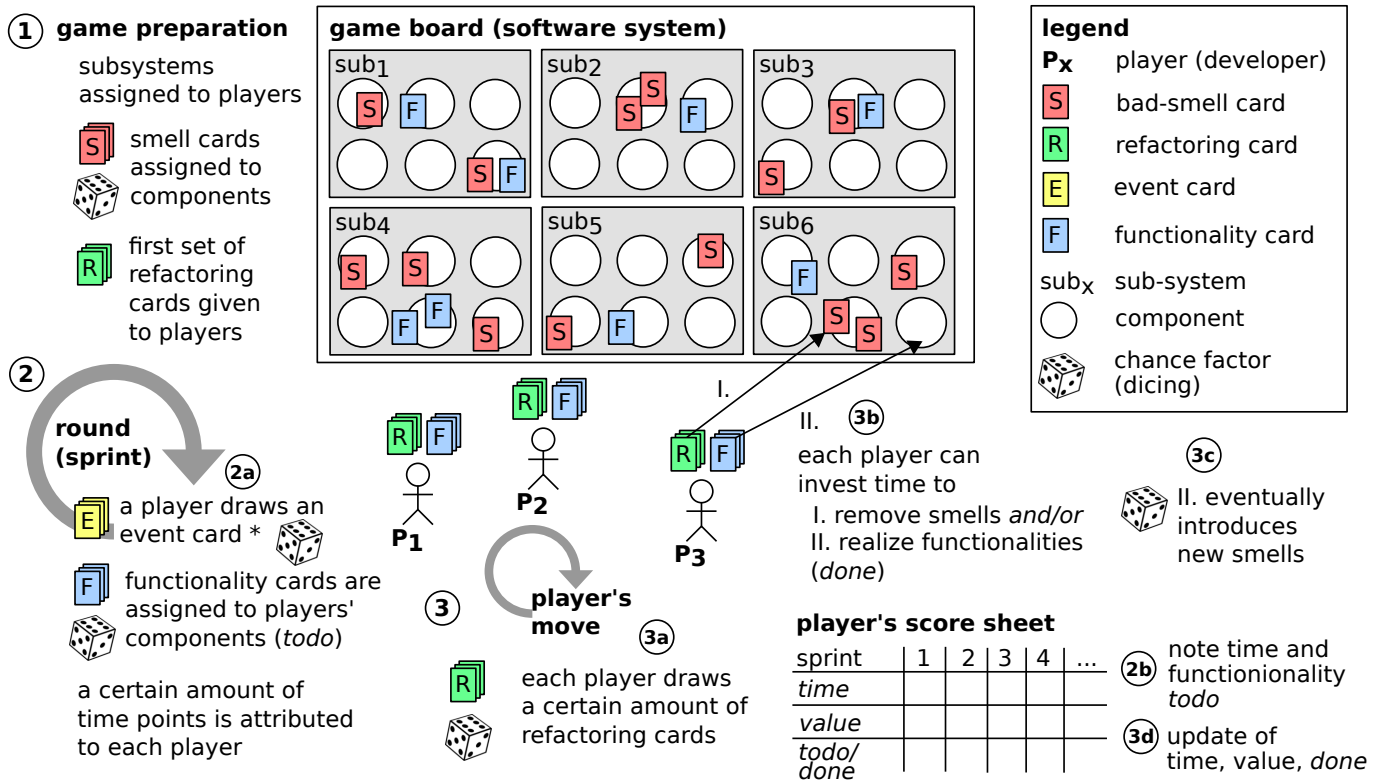 1 game preparation
subsystems
assigned to players
S smell cards
assigned to
components
R first set of
refactoring
cards given
to players
game board (software system)
sub1
S F
S F
sub2
S S F
sub3
S F
S
sub4
S S
F F S
sub5
S
S F
sub6
F S
S S
legend
Px player (developer)
S bad-smell card
R refactoring card
E event card
F functionality card
subx sub-system
component
chance factor
(dicing)
2
round
(sprint)
2a
E a player draws an
event card *
F functionality cards are
assigned to players'
components (todo)
a certain amount of
time points is attributed
to each player
R F
P1
R F
P2
R F
P3
I.
II.
3
player's
move
3a
R each player draws
a certain amount of
refactoring cards
3b
each player can
invest time to
I. remove smells and/or
II. realize functionalities
(done)
3c
II. eventually
introduces
new smells
player's score sheet
sprint 1 2 3 4 ...
time
value
todo/
done
2b note time and
functionionality
todo
3d update of
time, value, done